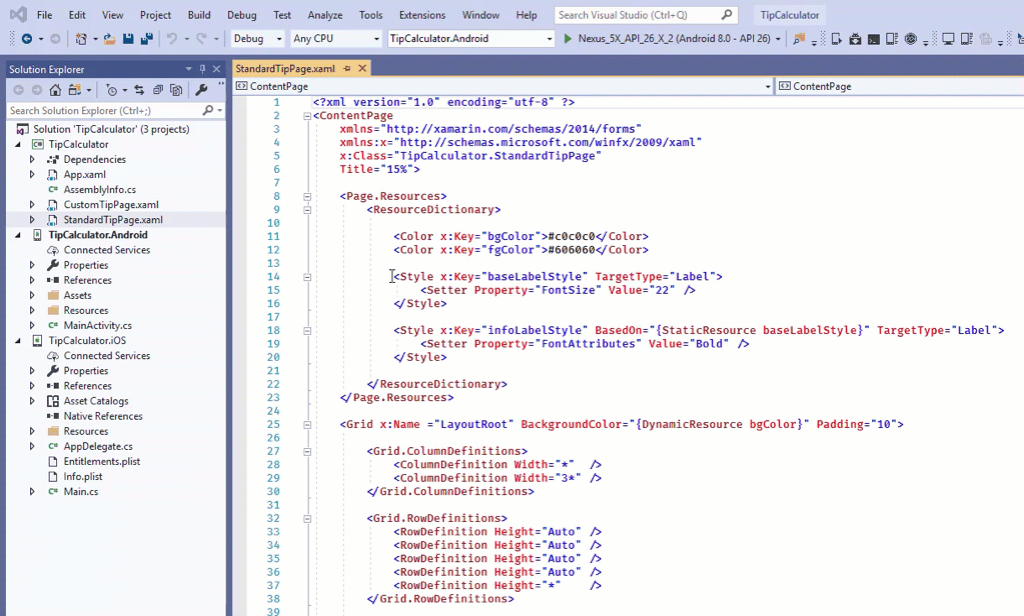 File Edit View Project Build Debug Test Analyze Tools Extensions Window Help Search Visual Studio (Ctrl+Q) TipCalculator
Debug Any CPU TipCalculator.Android Nexus_5X_API_26_X_2 (Android 8.0 - API 26)
Solution Explorer
Search Solution Explorer (Ctrl+;)
Solution 'TipCalculator' (3 projects)
TipCalculator
Dependencies
App.xaml
AssemblyInfo.cs
CustomTipPage.xaml
StandardTipPage.xaml
TipCalculator.Android
Connected Services
Properties
References
Assets
Resources
MainActivity.cs
TipCalculator.iOS
Connected Services
Properties
References
Asset Catalogs
Native References
Resources
AppDelegate.cs
Entitlements.plist
Info.plist
Main.cs
StandardTipPage.xaml
ContentPage ContentPage
1 <?xml version="1.0" encoding="utf-8" ?>
2 <ContentPage
3 xmlns="http://xamarin.com/schemas/2014/forms"
4 xmlns:x="http://schemas.microsoft.com/winfx/2009/xaml"
5 x:Class="TipCalculator.StandardTipPage"
6 Title="15%">
7
8 <Page.Resources>
9 <ResourceDictionary>
10
11 <Color x:Key="bgColor">#c0c0c0</Color>
12 <Color x:Key="fgColor">#606060</Color>
13
14 <Style x:Key="baseLabelStyle" TargetType="Label">
15 <Setter Property="FontSize" Value="22" />
16 </Style>
17
18 <Style x:Key="infoLabelStyle" BasedOn="{StaticResource baseLabelStyle}" TargetType="Label">
19 <Setter Property="FontAttributes" Value="Bold" />
20 </Style>
21
22 </ResourceDictionary>
23 </Page.Resources>
24
25 <Grid x:Name ="LayoutRoot" BackgroundColor="{DynamicResource bgColor}" Padding="10">
26
27 <Grid.ColumnDefinitions>
28 <ColumnDefinition Width="*" />
29 <ColumnDefinition Width="3*" />
30 </Grid.ColumnDefinitions>
31
32 <Grid.RowDefinitions>
33 <RowDefinition Height="Auto" />
34 <RowDefinition Height="Auto" />
35 <RowDefinition Height="Auto" />
36 <RowDefinition Height="Auto" />
37 <RowDefinition Height="*" />
38 </Grid.RowDefinitions>
39